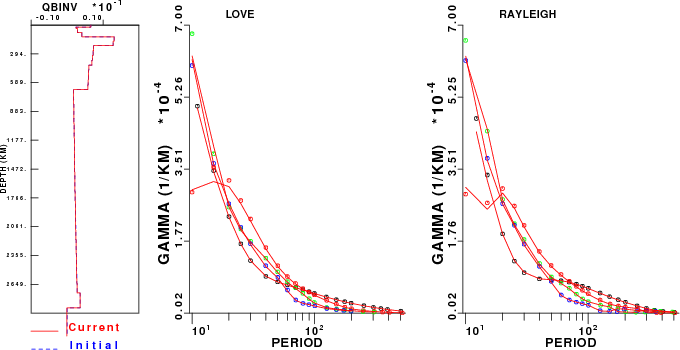 QBINV *10⁻¹
-0.10 0.10
DEPTH (KM)
294.
589.
883.
1177.
1472.
1766.
2061.
2355.
2649.
Current
Initial
LOVE
GAMMA (1/KM) *10⁻⁴
7.00
5.26
3.51
1.77
0.02
10¹ 10²
PERIOD
RAYLEIGH
GAMMA (1/KM) *10⁻⁴
7.00
5.25
3.51
1.76
0.02
10¹ 10²
PERIOD